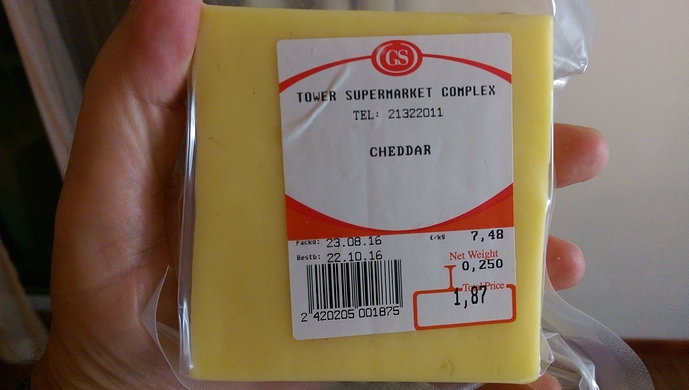 GS
TOWER SUPERMARKET COMPLEX
TEL: 21322011
CHEDDAR
Packd: 23.08.16
€/kg 7,48
Bestb: 22.10.16
Net Weight
0,250
Total Price
1,87
2 420205 001875